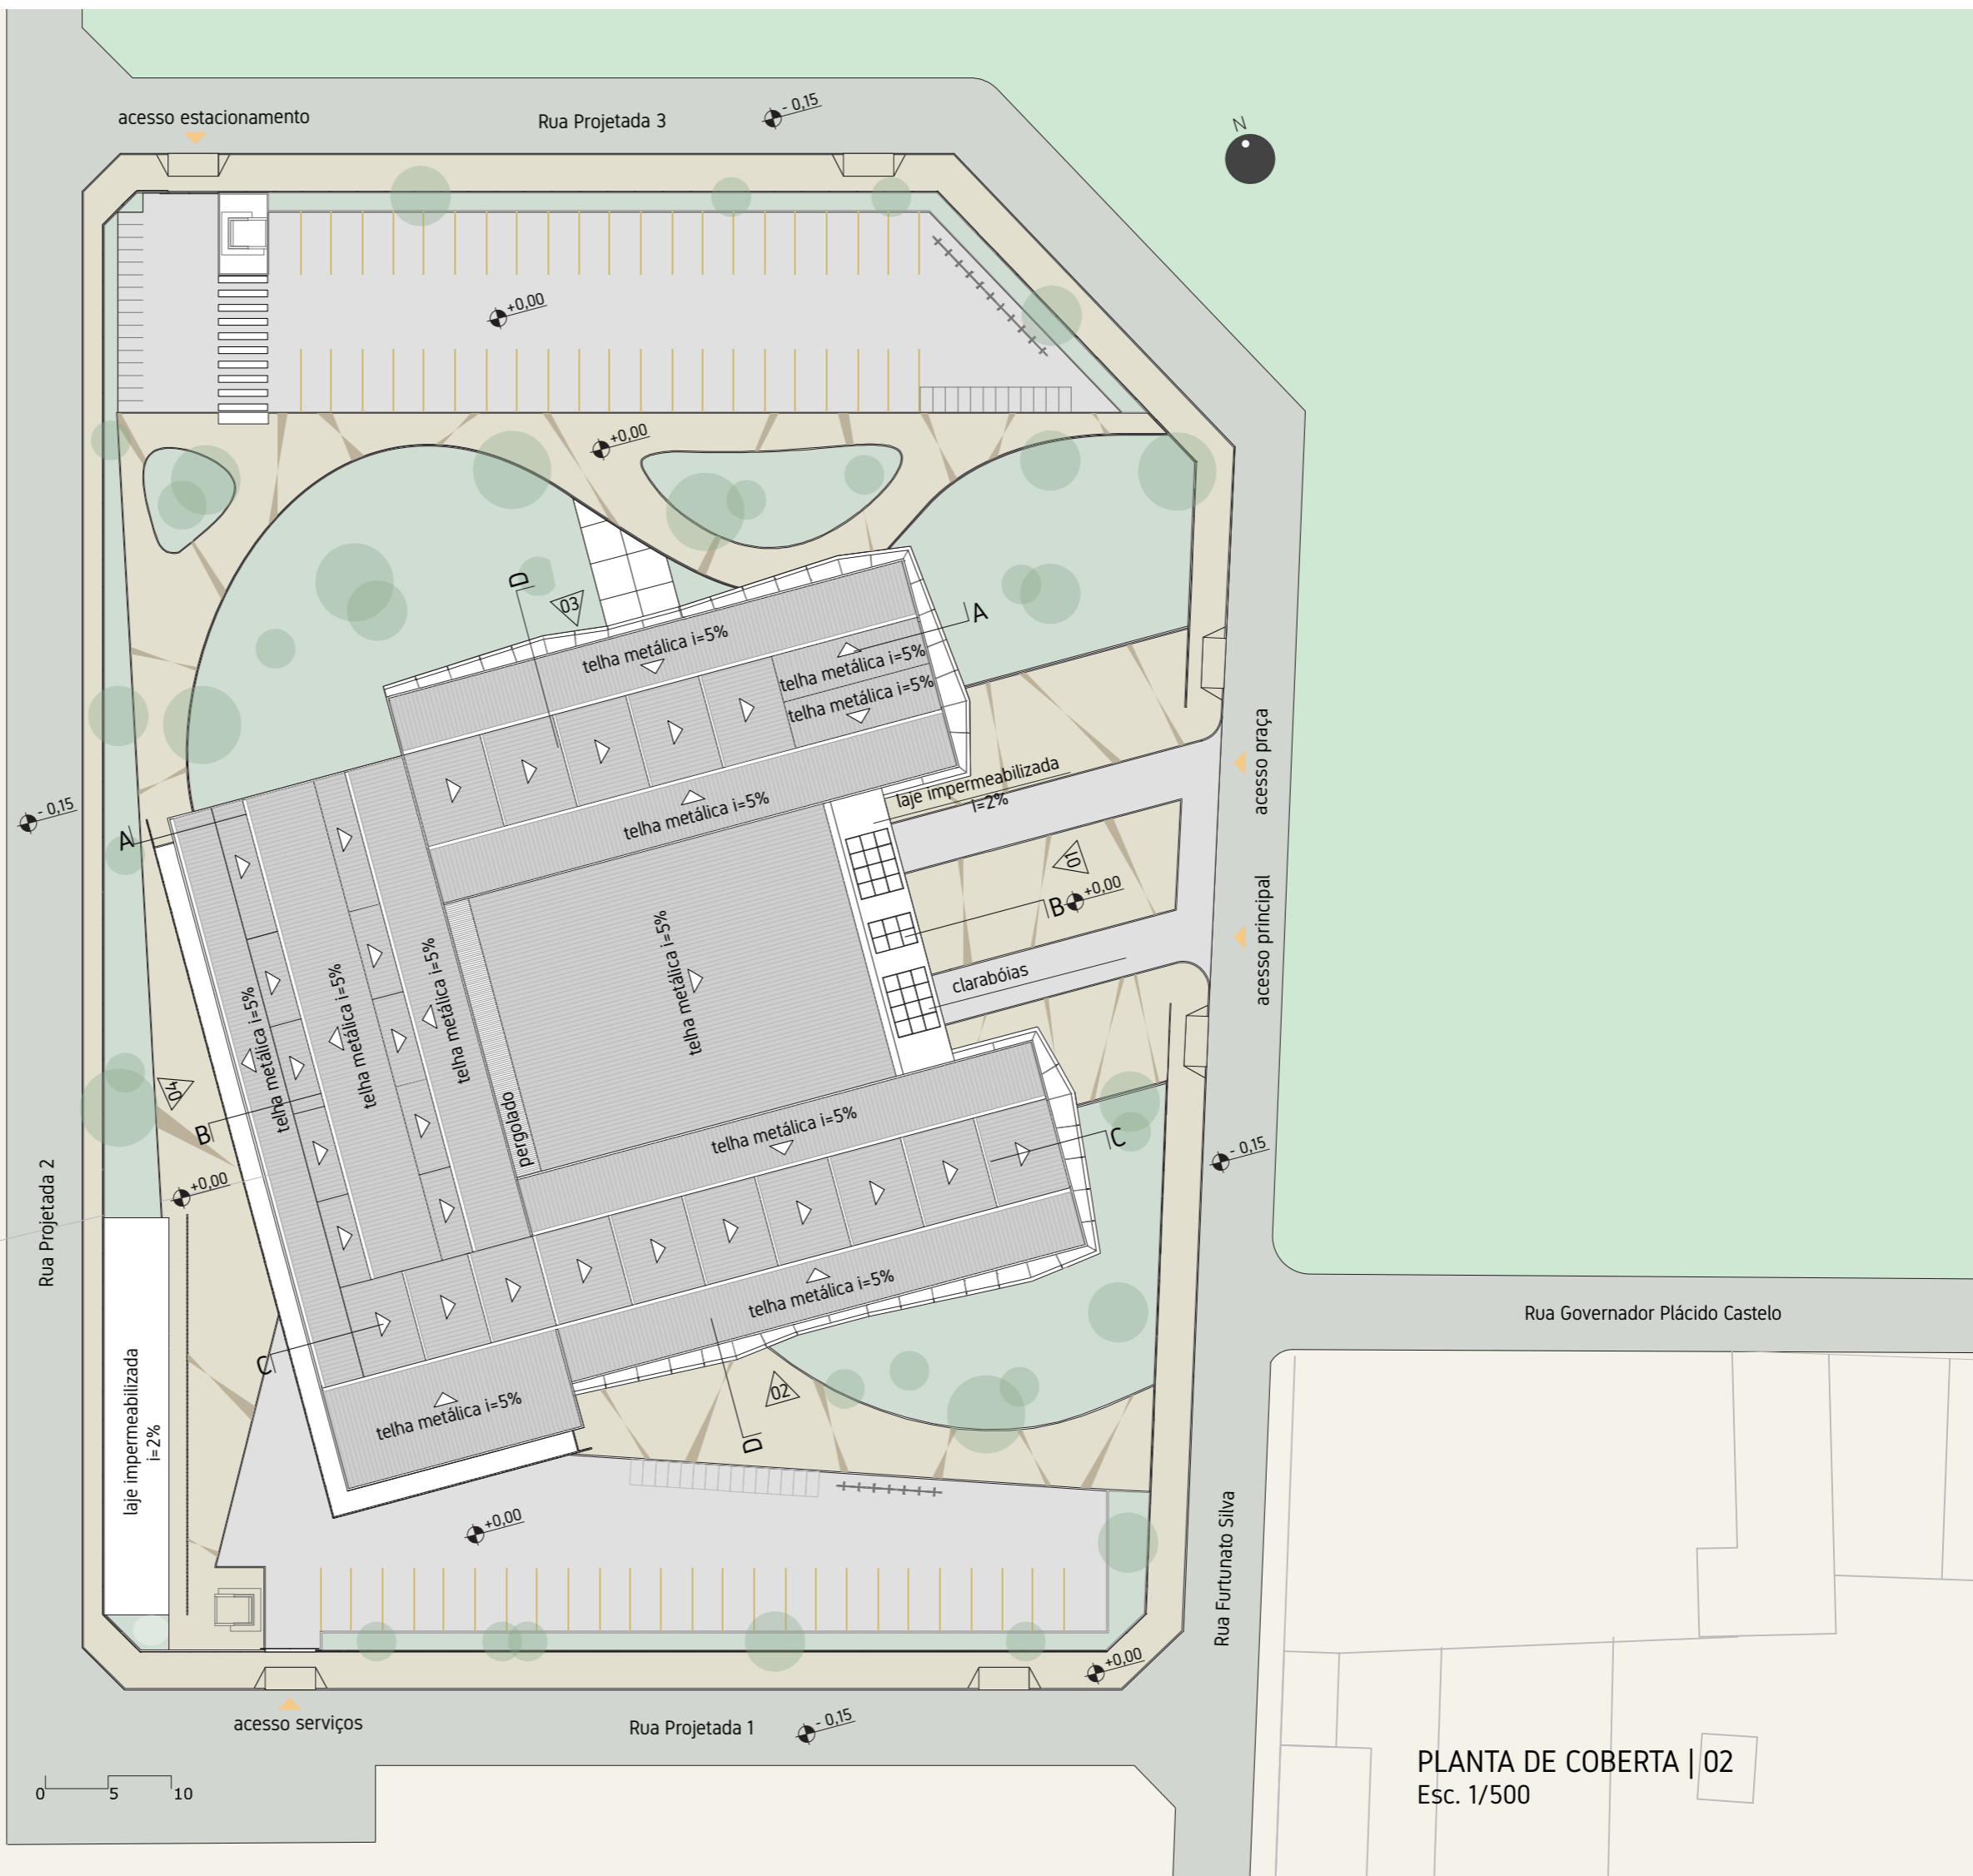 acesso estacionamento
Rua Projetada 3
- 0,15
N
+0,00
+0,00
D
03
A
telha metálica i=5%
telha metálica i=5%
telha metálica i=5%
acesso praça
laje impermeabilizada
i=2%
telha metálica i=5%
- 0,15
A
01
+0,00
B
acesso principal
telha metálica i=5%
clarabóias
telha metálica i=5%
telha metálica i=5%
telha metálica i=5%
pergolado
04
B
telha metálica i=5%
C
- 0,15
+0,00
Rua Projetada 2
telha metálica i=5%
Rua Governador Plácido Castelo
C
02
telha metálica i=5%
D
laje impermeabilizada
i=2%
+0,00
Rua Furtunato Silva
+0,00
acesso serviços
Rua Projetada 1
- 0,15
0
5
10
PLANTA DE COBERTA | 02
Esc. 1/500